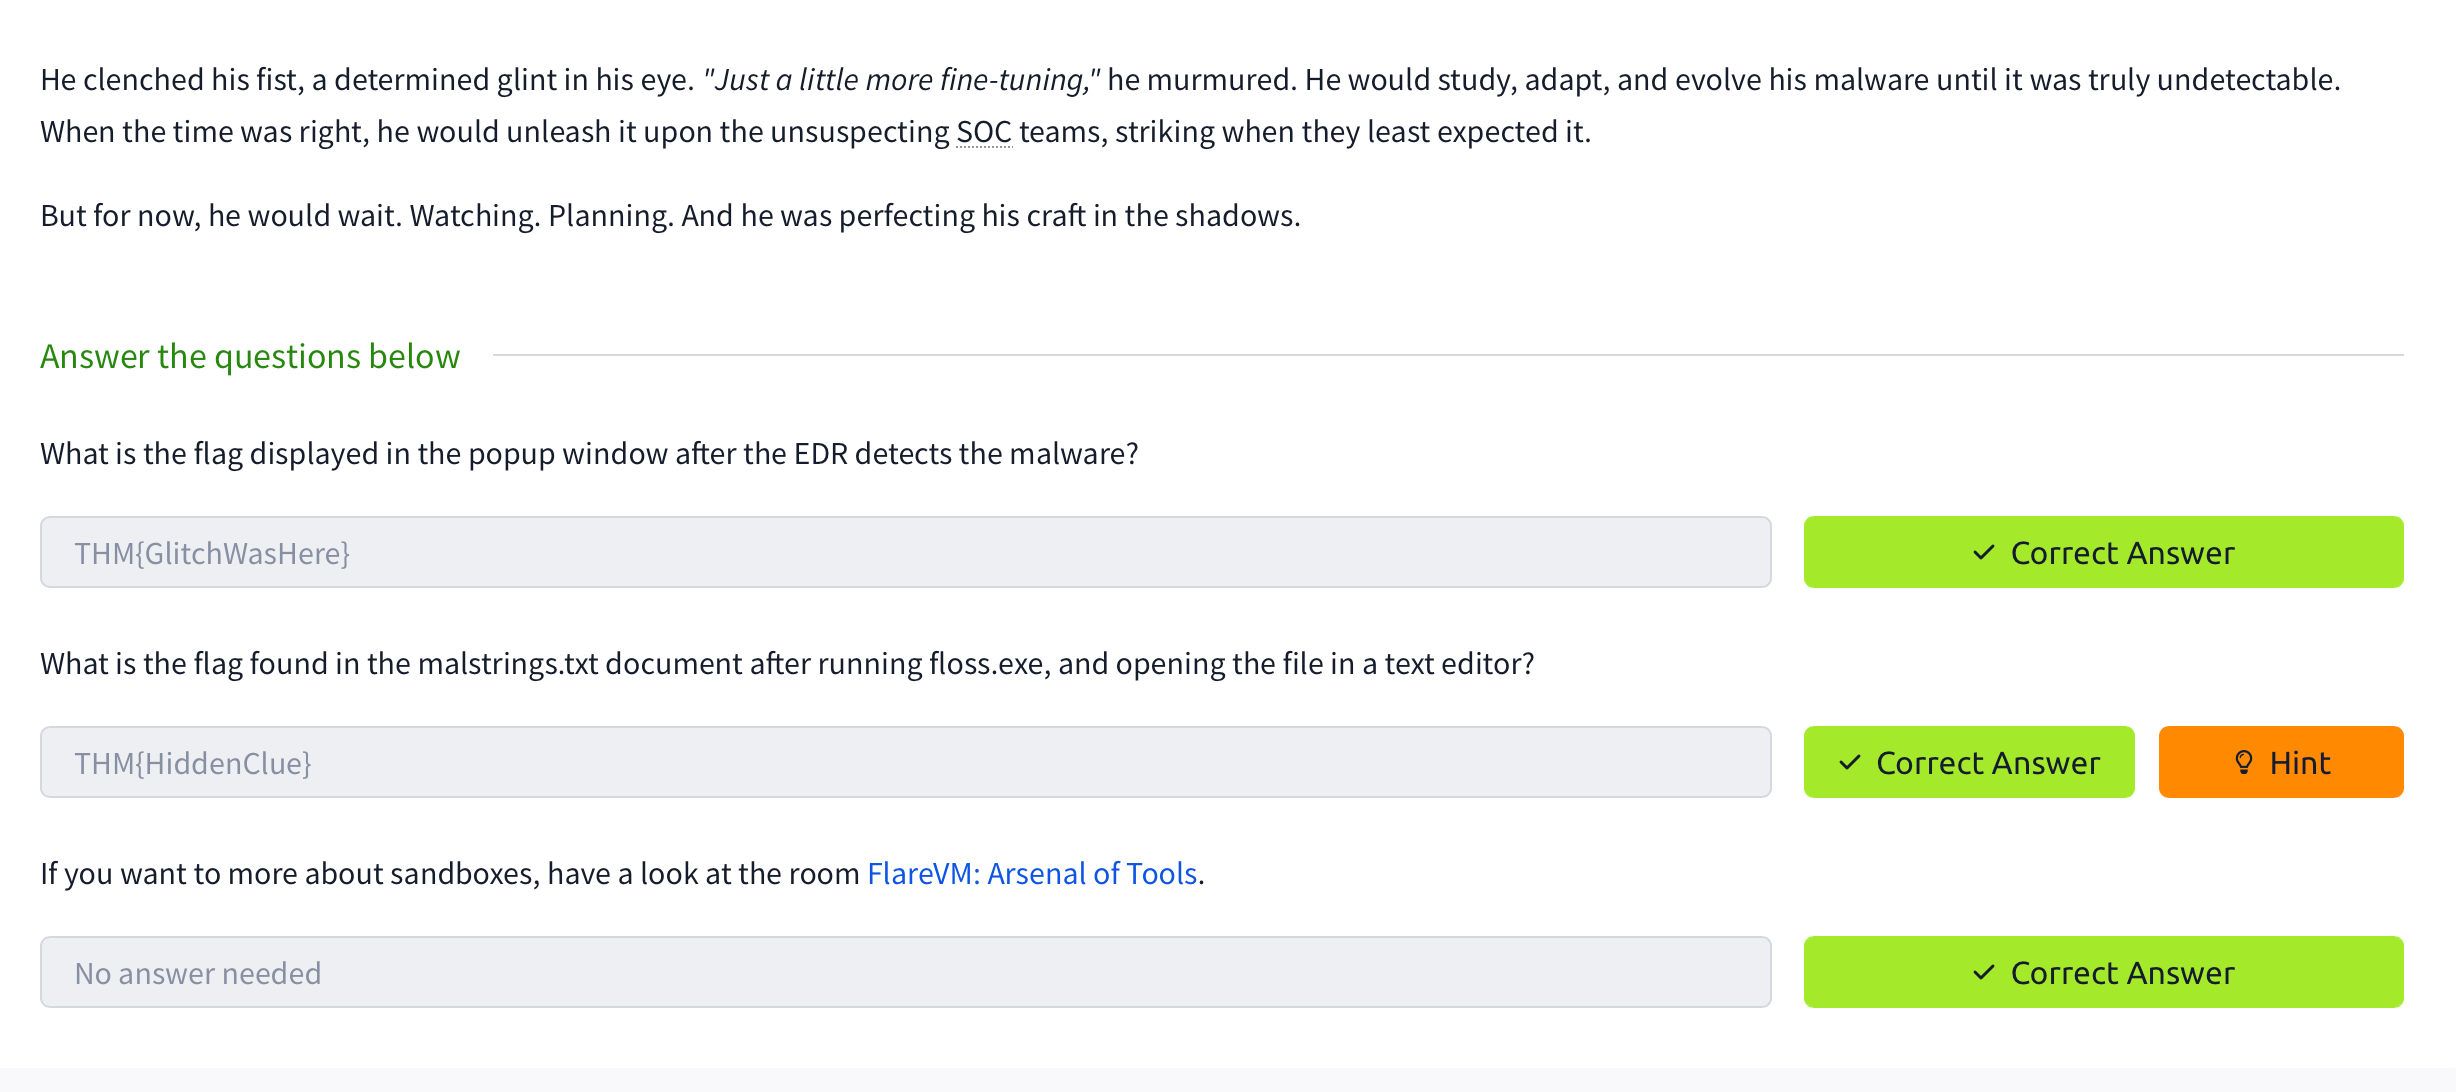 He clenched his fist, a determined glint in his eye. "Just a little more fine-tuning," he murmured. He would study, adapt, and evolve his malware until it was truly undetectable.
When the time was right, he would unleash it upon the unsuspecting SOC teams, striking when they least expected it.
But for now, he would wait. Watching. Planning. And he was perfecting his craft in the shadows.
Answer the questions below
What is the flag displayed in the popup window after the EDR detects the malware?
THM{GlitchWasHere}
Correct Answer
What is the flag found in the malstrings.txt document after running floss.exe, and opening the file in a text editor?
THM{HiddenClue}
Correct Answer
Hint
If you want to more about sandboxes, have a look at the room FlareVM: Arsenal of Tools.
No answer needed
Correct Answer